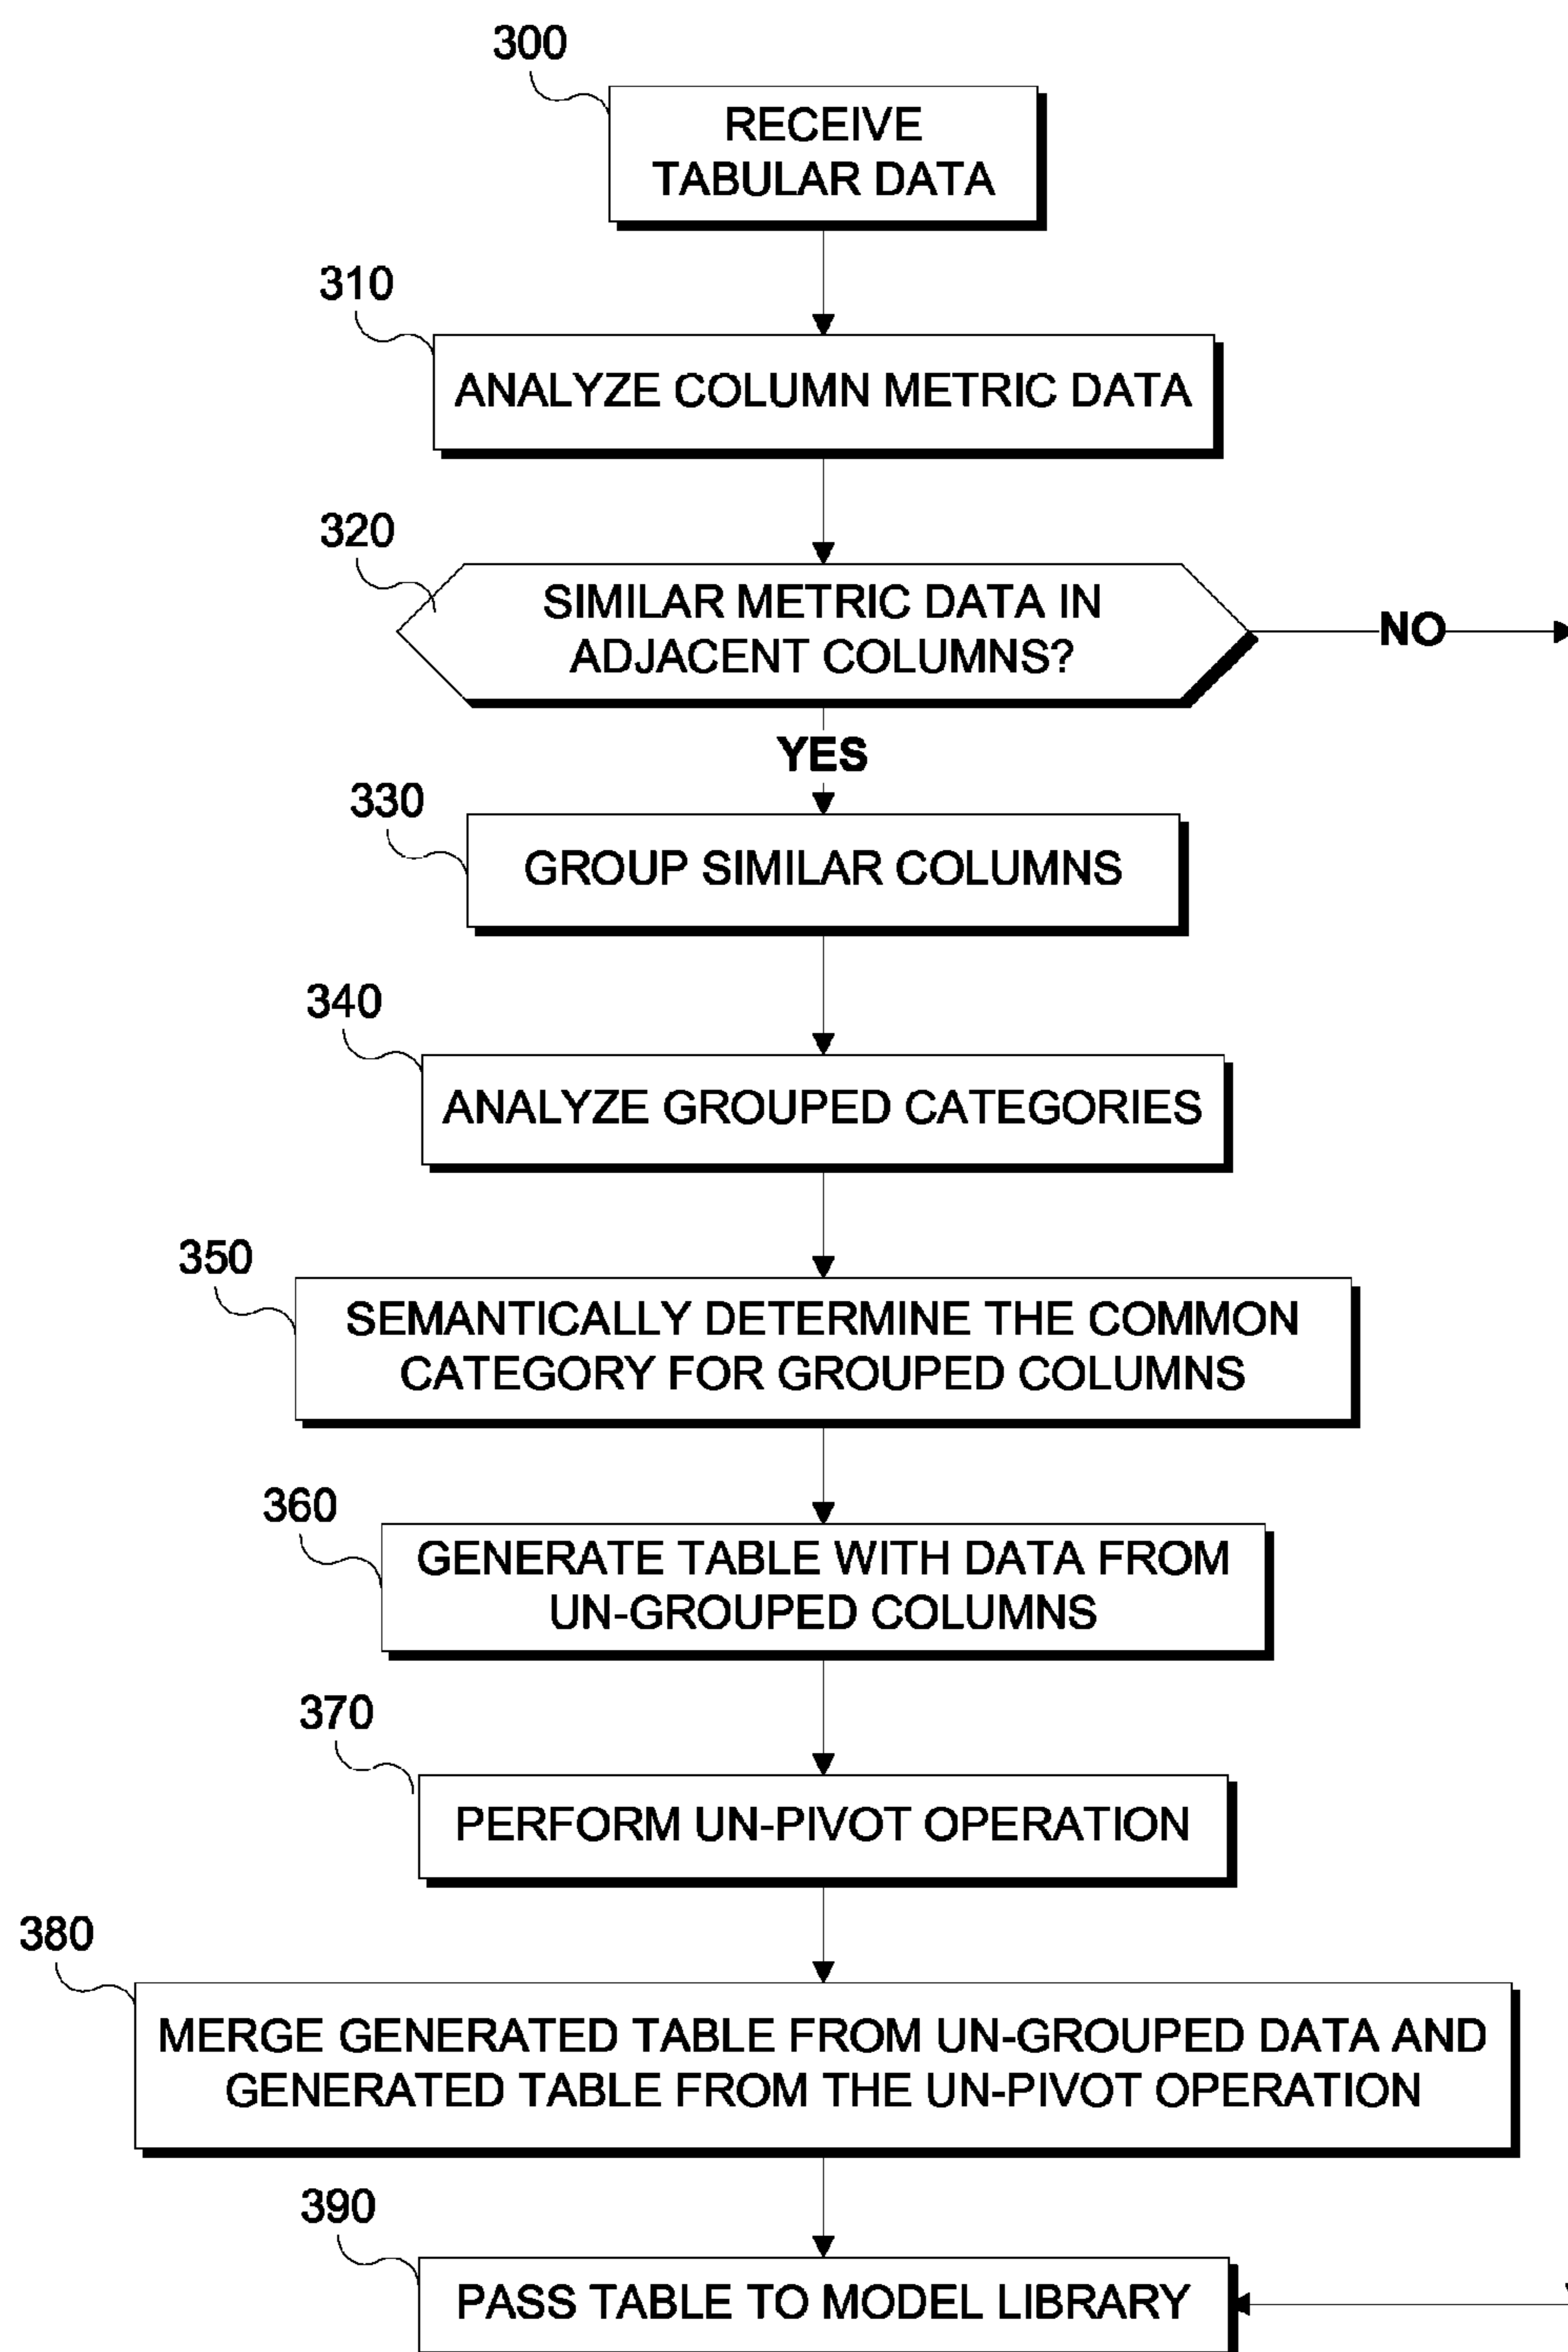 300
RECEIVE
TABULAR DATA
310
ANALYZE COLUMN METRIC DATA
320
SIMILAR METRIC DATA IN
ADJACENT COLUMNS?
NO
YES
330
GROUP SIMILAR COLUMNS
340
ANALYZE GROUPED CATEGORIES
350
SEMANTICALLY DETERMINE THE COMMON
CATEGORY FOR GROUPED COLUMNS
360
GENERATE TABLE WITH DATA FROM
UN-GROUPED COLUMNS
370
PERFORM UN-PIVOT OPERATION
380
MERGE GENERATED TABLE FROM UN-GROUPED DATA AND
GENERATED TABLE FROM THE UN-PIVOT OPERATION
390
PASS TABLE TO MODEL LIBRARY